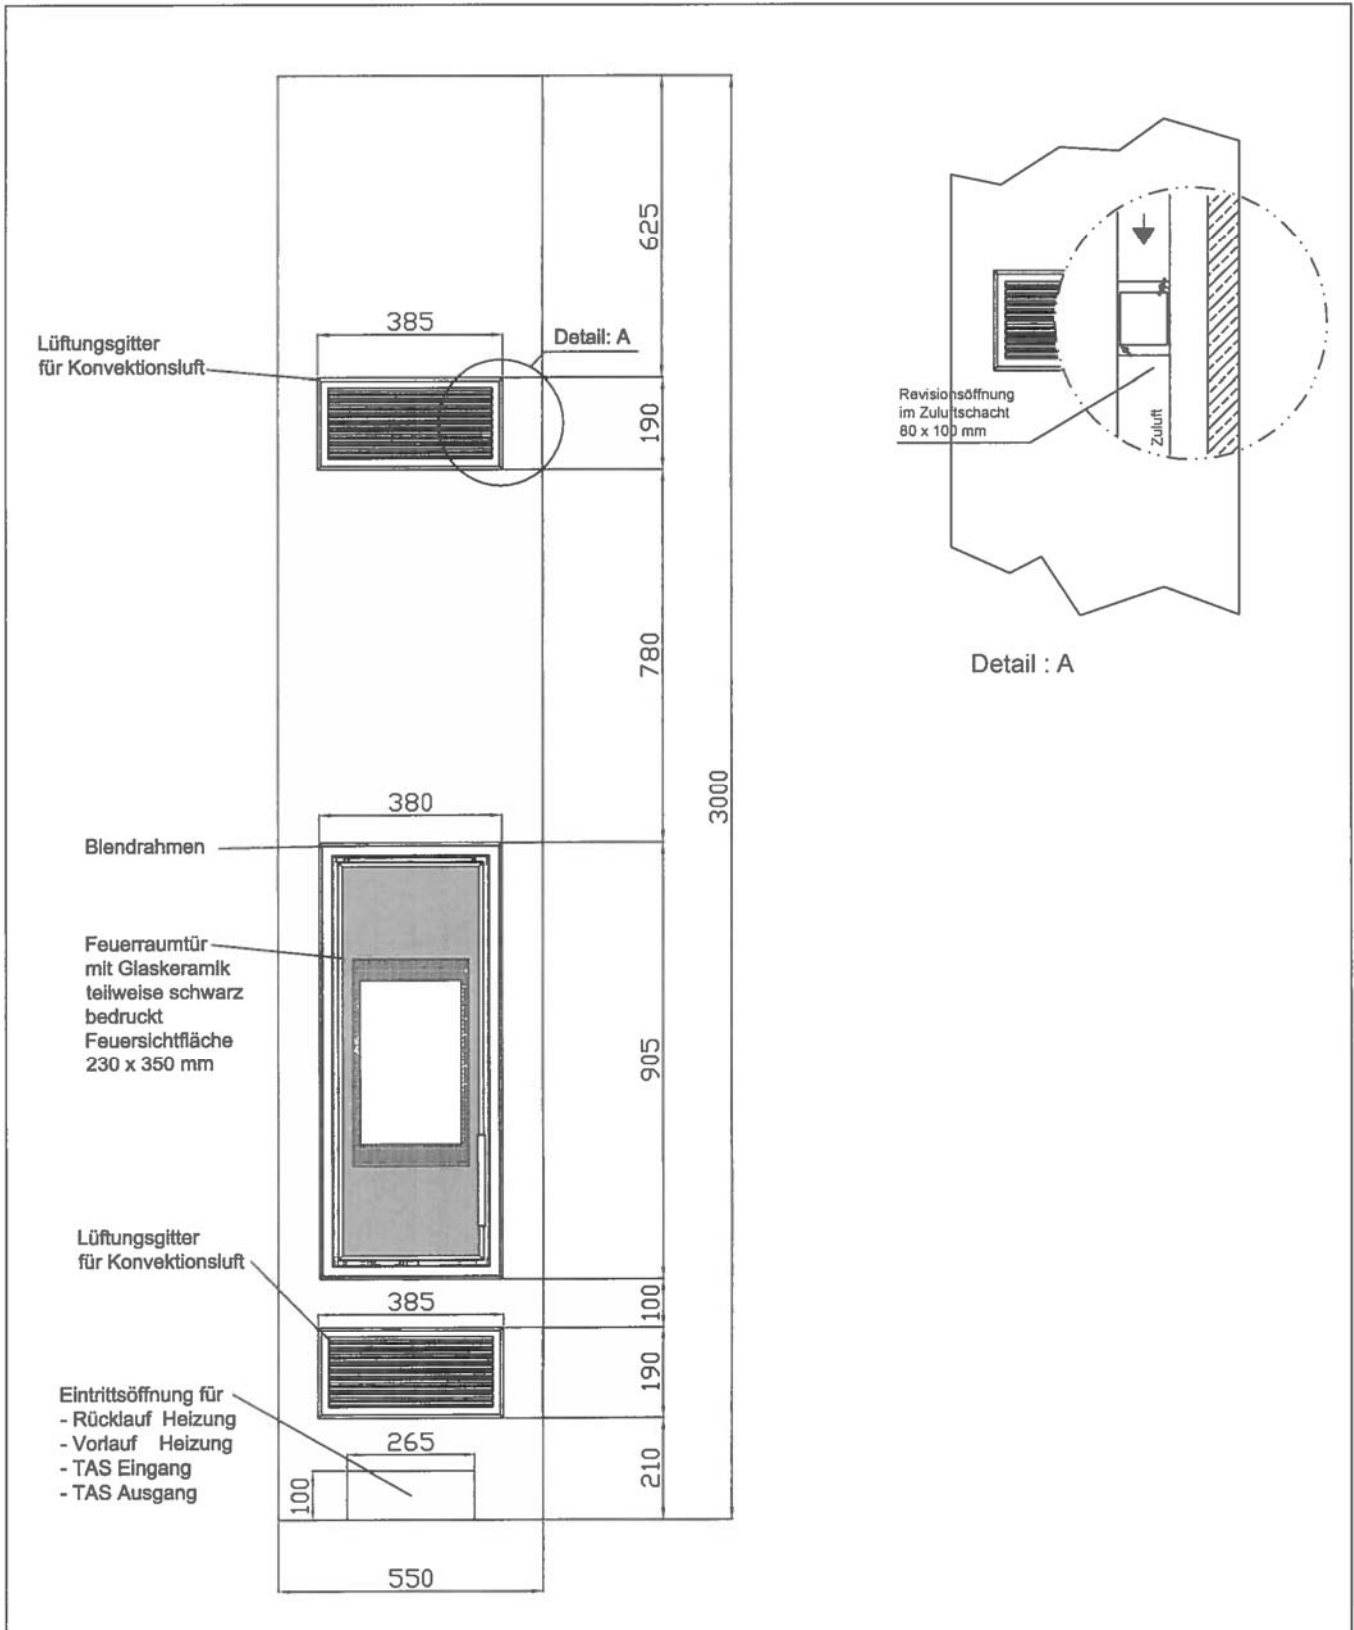 625
385
Detail: A
Lüftungsgitter
für Konvektionsluft
190
Revisionsöffnung
im Zuluftschacht
80 x 100 mm
Zuluft
780
Detail : A
3000
380
Blendrahmen
Feuerraumtür
mit Glaskeramik
teilweise schwarz
bedruckt
Feuersichtfläche
230 x 350 mm
905
Lüftungsgitter
für Konvektionsluft
100
385
190
Eintrittsöffnung für
- Rücklauf Heizung
- Vorlauf Heizung
- TAS Eingang
- TAS Ausgang
265
100
210
550